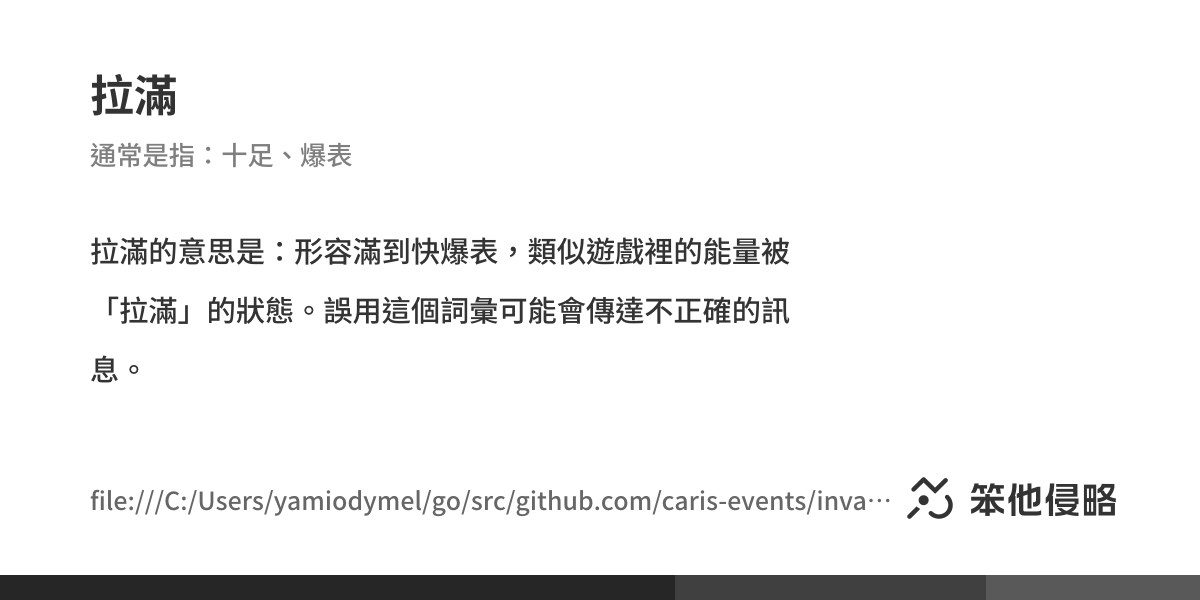 拉滿
通常是指：十足、爆表
拉滿的意思是：形容滿到快爆表，類似遊戲裡的能量被
「拉滿」的狀態。誤用這個詞彙可能會傳達不正確的訊
息。
file:///C:/Users/yamiodymel/go/src/github.com/caris-events/inva⋯
笨他侵略